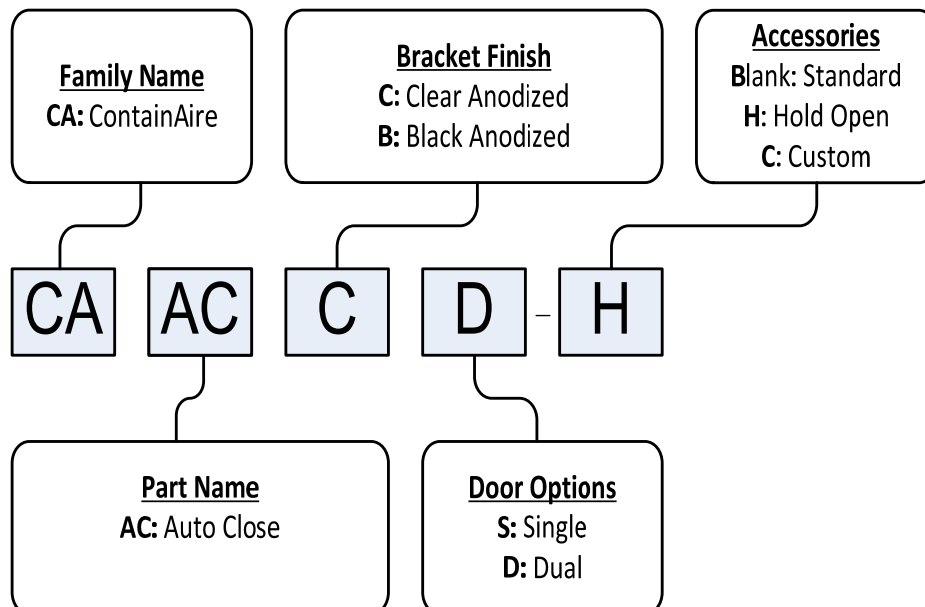 Family Name
CA: ContainAire
Bracket Finish
C: Clear Anodized
B: Black Anodized
Accessories
Blank: Standard
H: Hold Open
C: Custom
CA AC C D – H
Part Name
AC: Auto Close
Door Options
S: Single
D: Dual